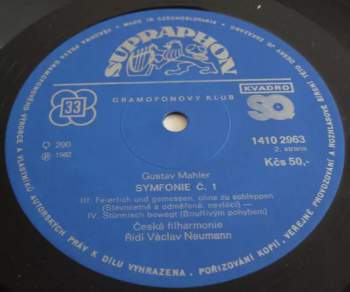 MADE IN CZECHOSLOVAKIA
SUPRAPHON
GRAMOFONOVÝ KLUB
KVADRO
SQ
33
1410 2963
2. strana
Kčs 50,-
℗ 1982
Gustav Mahler
SYMFONIE Č. 1
III. Feierlich und gemessen, ohne zu schleppen
(Slavnostně a odměřeně, nevléci)
IV. Stürmisch bewegt (Bouřlivým pohybem)
Česká filharmonie
Řídí Václav Neumann
VŠECHNA PRÁVA GRAMOFONOVÉHO VÝROBCE A VLASTNÍKŮ AUTORSKÝCH PRÁV K DÍLU VYHRAZENA. POŘIZOVÁNÍ KOPIÍ, VEŘEJNÉ PROVOZOVÁNÍ A ROZHLASOVÉ